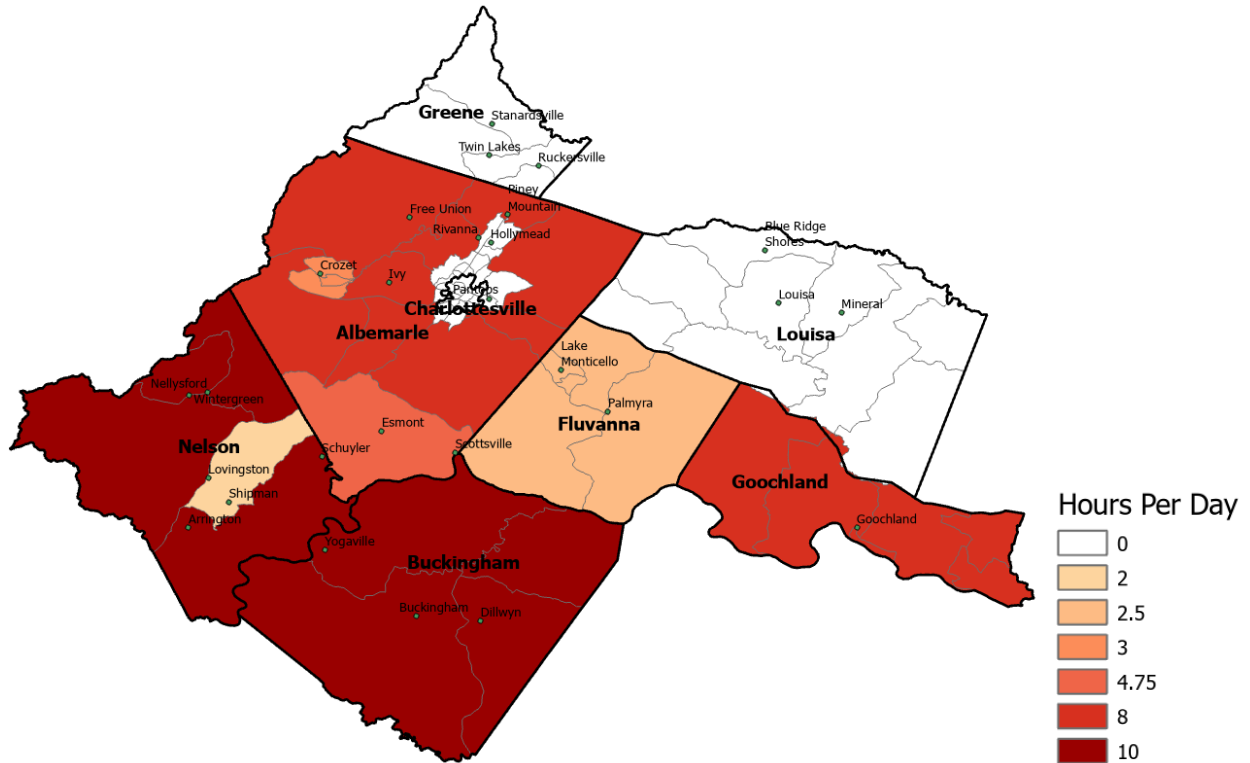 Greene
Stanardsville
Twin Lakes
Ruckersville
Piney
Mountain
Free Union
Rivanna
Hollymead
Blue Ridge
Shores
Crozet
Ivy
Pantops
Charlottesville
Albemarle
Louisa
Mineral
Louisa
Lake
Monticello
Nellysford
Wintergreen
Palmyra
Fluvanna
Esmont
Nelson
Schuyler
Scottsville
Lovingston
Shipman
Arrington
Goochland
Goochland
Yogaville
Buckingham
Buckingham
Dillwyn
Hours Per Day
0
2
2.5
3
4.75
8
10